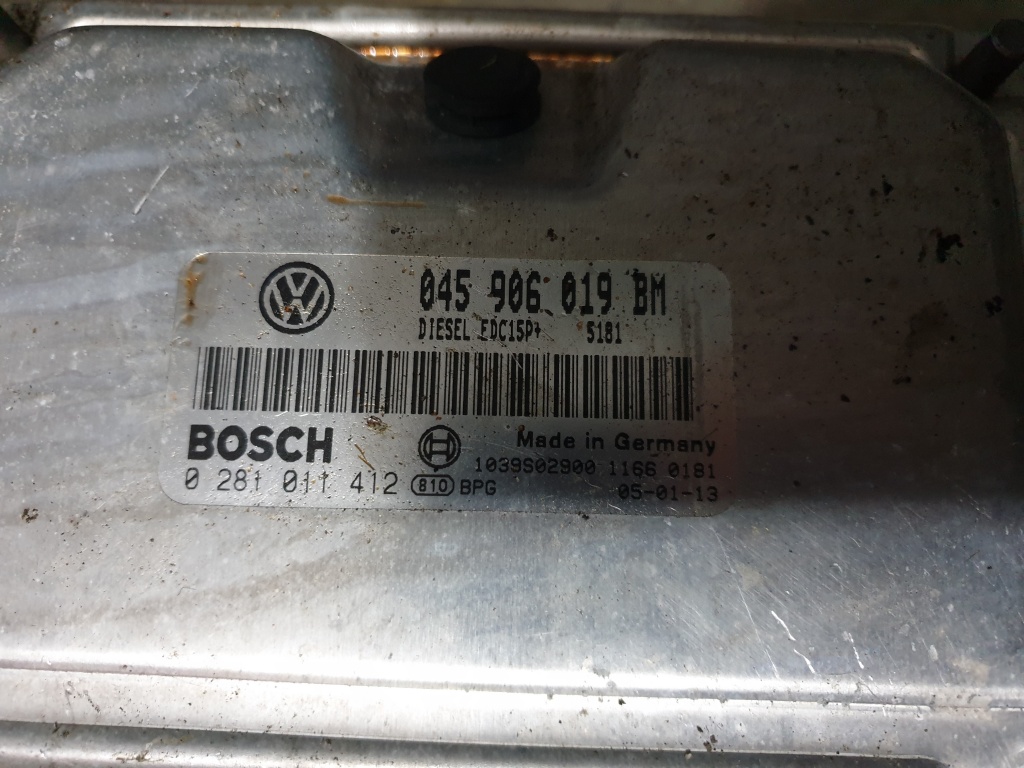 045 906 019 BM
DIESEL EDC15P+ 5181
BOSCH Made in Germany
1039S02900 1166 0181
0 281 011 412 810 BPG 05-01-13